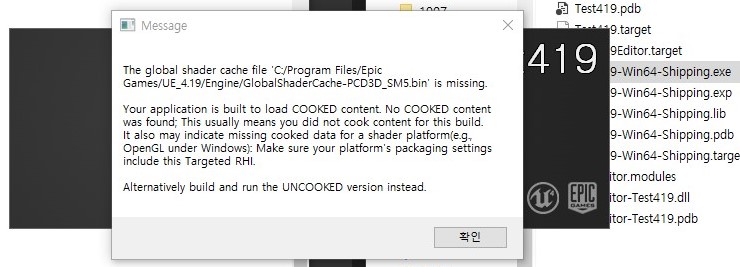 Message
The global shader cache file 'C:/Program Files/Epic
Games/UE_4.19/Engine/GlobalShaderCache-PCD3D_SM5.bin' is missing.
Your application is built to load COOKED content. No COOKED content
was found; This usually means you did not cook content for this build.
It also may indicate missing cooked data for a shader platform(e.g.,
OpenGL under Windows): Make sure your platform's packaging settings
include this Targeted RHI.
Alternatively build and run the UNCOOKED version instead.
확인
t419
EPIC
GAMES
Test419.pdb
Test419.target
9Editor.target
9-Win64-Shipping.exe
9-Win64-Shipping.exp
9-Win64-Shipping.lib
9-Win64-Shipping.pdb
9-Win64-Shipping.targe
itor.modules
itor-Test419.dll
itor-Test419.pdb